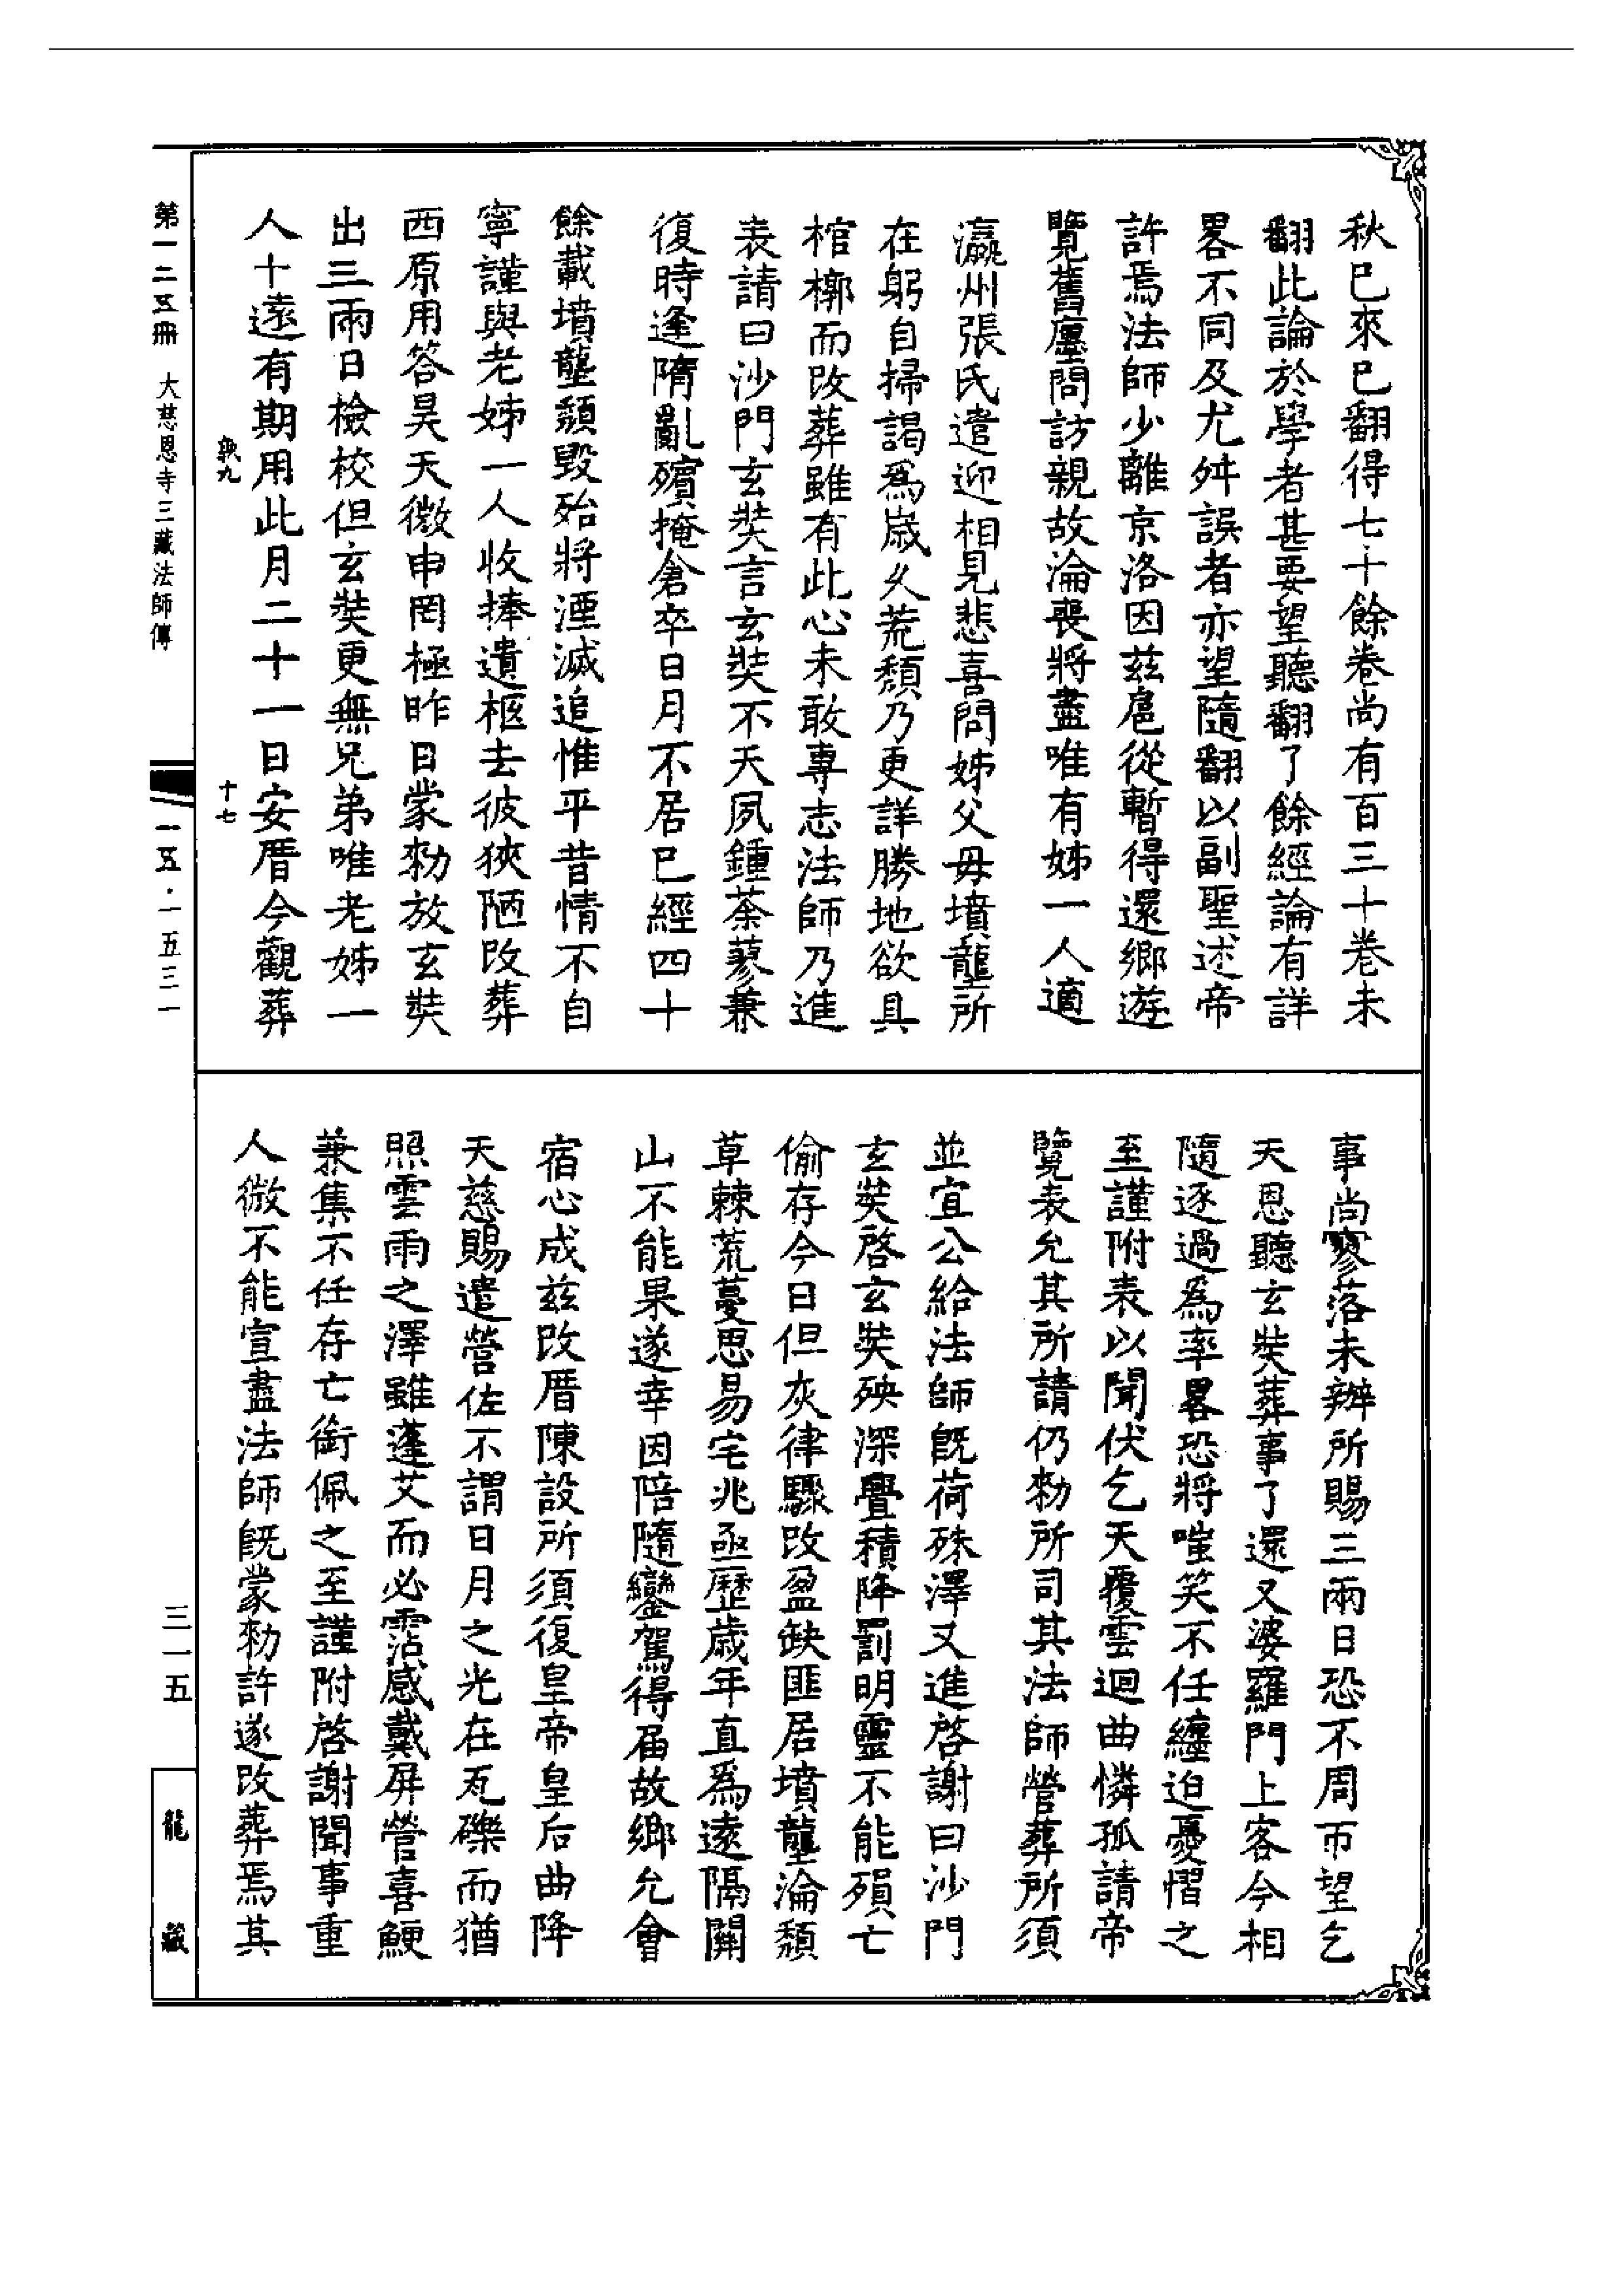 秋已來已翻得七十餘卷尚有百三十卷未
翻此論於學者甚要望聽翻了餘經論有詳
畧不同及尤舛誤者亦望隨翻以副聖述帝
許焉法師少離京洛因茲扈從暫得還鄉遊
覽舊廛問訪親故淪喪將盡唯有姊一人適
瀛州張氏遣迎相見悲喜問姊父母墳壟所
在躬自掃謁為歲久荒頹乃更詳勝地欲具
棺槨而改葬雖有此心未敢專志法師乃進
表請曰沙門玄奘言玄奘不天夙鍾荼蓼兼
復時逢隋亂殯掩倉卒日月不居已經四十
餘載墳壟頹毀殆將湮滅追惟平昔情不自
寧謹與老姊一人收捧遺柩去彼狹陋改葬
西原用答昊天微申罔極昨日蒙勑放玄奘
出三兩日檢校但玄奘更無兄弟唯老姊一
人卜遠有期用此月二十一日安厝今觀葬
事尚寥落未辦所賜三兩日恐不周帀望乞
天恩聽玄奘葬事了還又婆羅門上客今相
隨逐過為率畧恐將嗤笑不任纏迫憂慴之
至謹附表以聞伏乞天覆雲迴曲憐孤請帝
覽表允其所請仍勑所司其法師營葬所須
並宜公給法師旣荷殊澤又進啓謝曰沙門
玄奘啓玄奘殃深釁積降罰明靈不能殞亡
偷存今日但灰律驟改盈缺匪居墳壟淪頹
草棘荒蔓思易宅兆亟歷歲年直為遠隔關
山不能果遂幸因陪隨鑾駕得届故鄉允會
宿心成茲改厝陳設所須復皇帝皇后曲降
天慈賜遣營佐不謂日月之光在瓦礫而猶
照雲雨之澤雖蓬艾而必霑感戴屏營喜鯁
兼集不任存亡銜佩之至謹附啓謝聞事重
人微不能宣盡法師旣蒙勑許遂改葬焉其
第一二五冊
大慈恩寺三藏法師傳
執九
十七
一五·一五三一
三一五
龍藏